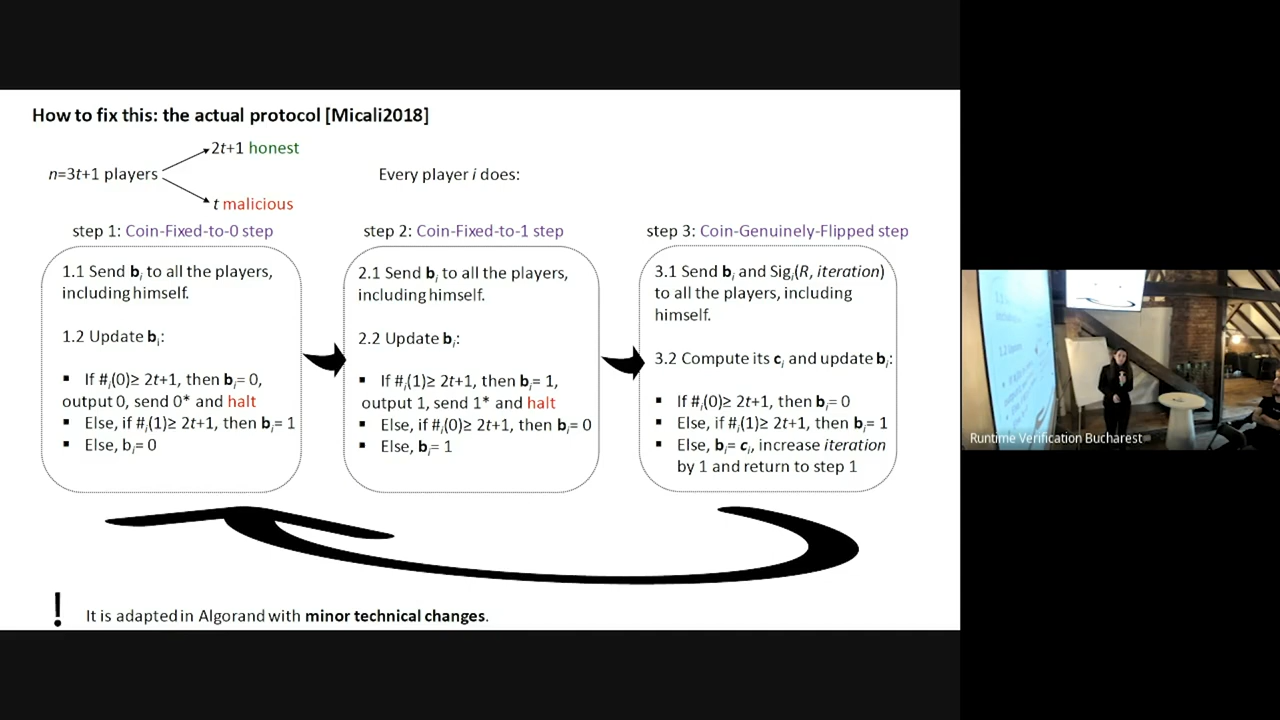 How to fix this: the actual protocol [Micali2018]
2t+1 honest
n=3t+1 players
Every player i does:
t malicious
step 1: Coin-Fixed-to-0 step
1.1 Send bᵢ to all the players,
including himself.
1.2 Update bᵢ:
▪ If #ᵢ(0)≥ 2t+1, then bᵢ= 0,
output 0, send 0* and halt
▪ Else, if #ᵢ(1)≥ 2t+1, then bᵢ= 1
▪ Else, bᵢ= 0
step 2: Coin-Fixed-to-1 step
2.1 Send bᵢ to all the players,
including himself.
2.2 Update bᵢ:
▪ If #ᵢ(1)≥ 2t+1, then bᵢ= 1,
output 1, send 1* and halt
▪ Else, if #ᵢ(0)≥ 2t+1, then bᵢ= 0
▪ Else, bᵢ= 1
step 3: Coin-Genuinely-Flipped step
3.1 Send bᵢ and Sigᵢ(R, iteration)
to all the players, including
himself.
3.2 Compute its cᵢ and update bᵢ:
▪ If #ᵢ(0)≥ 2t+1, then bᵢ= 0
▪ Else, if #ᵢ(1)≥ 2t+1, then bᵢ= 1
▪ Else, bᵢ= cᵢ, increase iteration
by 1 and return to step 1
! It is adapted in Algorand with minor technical changes.
Runtime Verification Bucharest